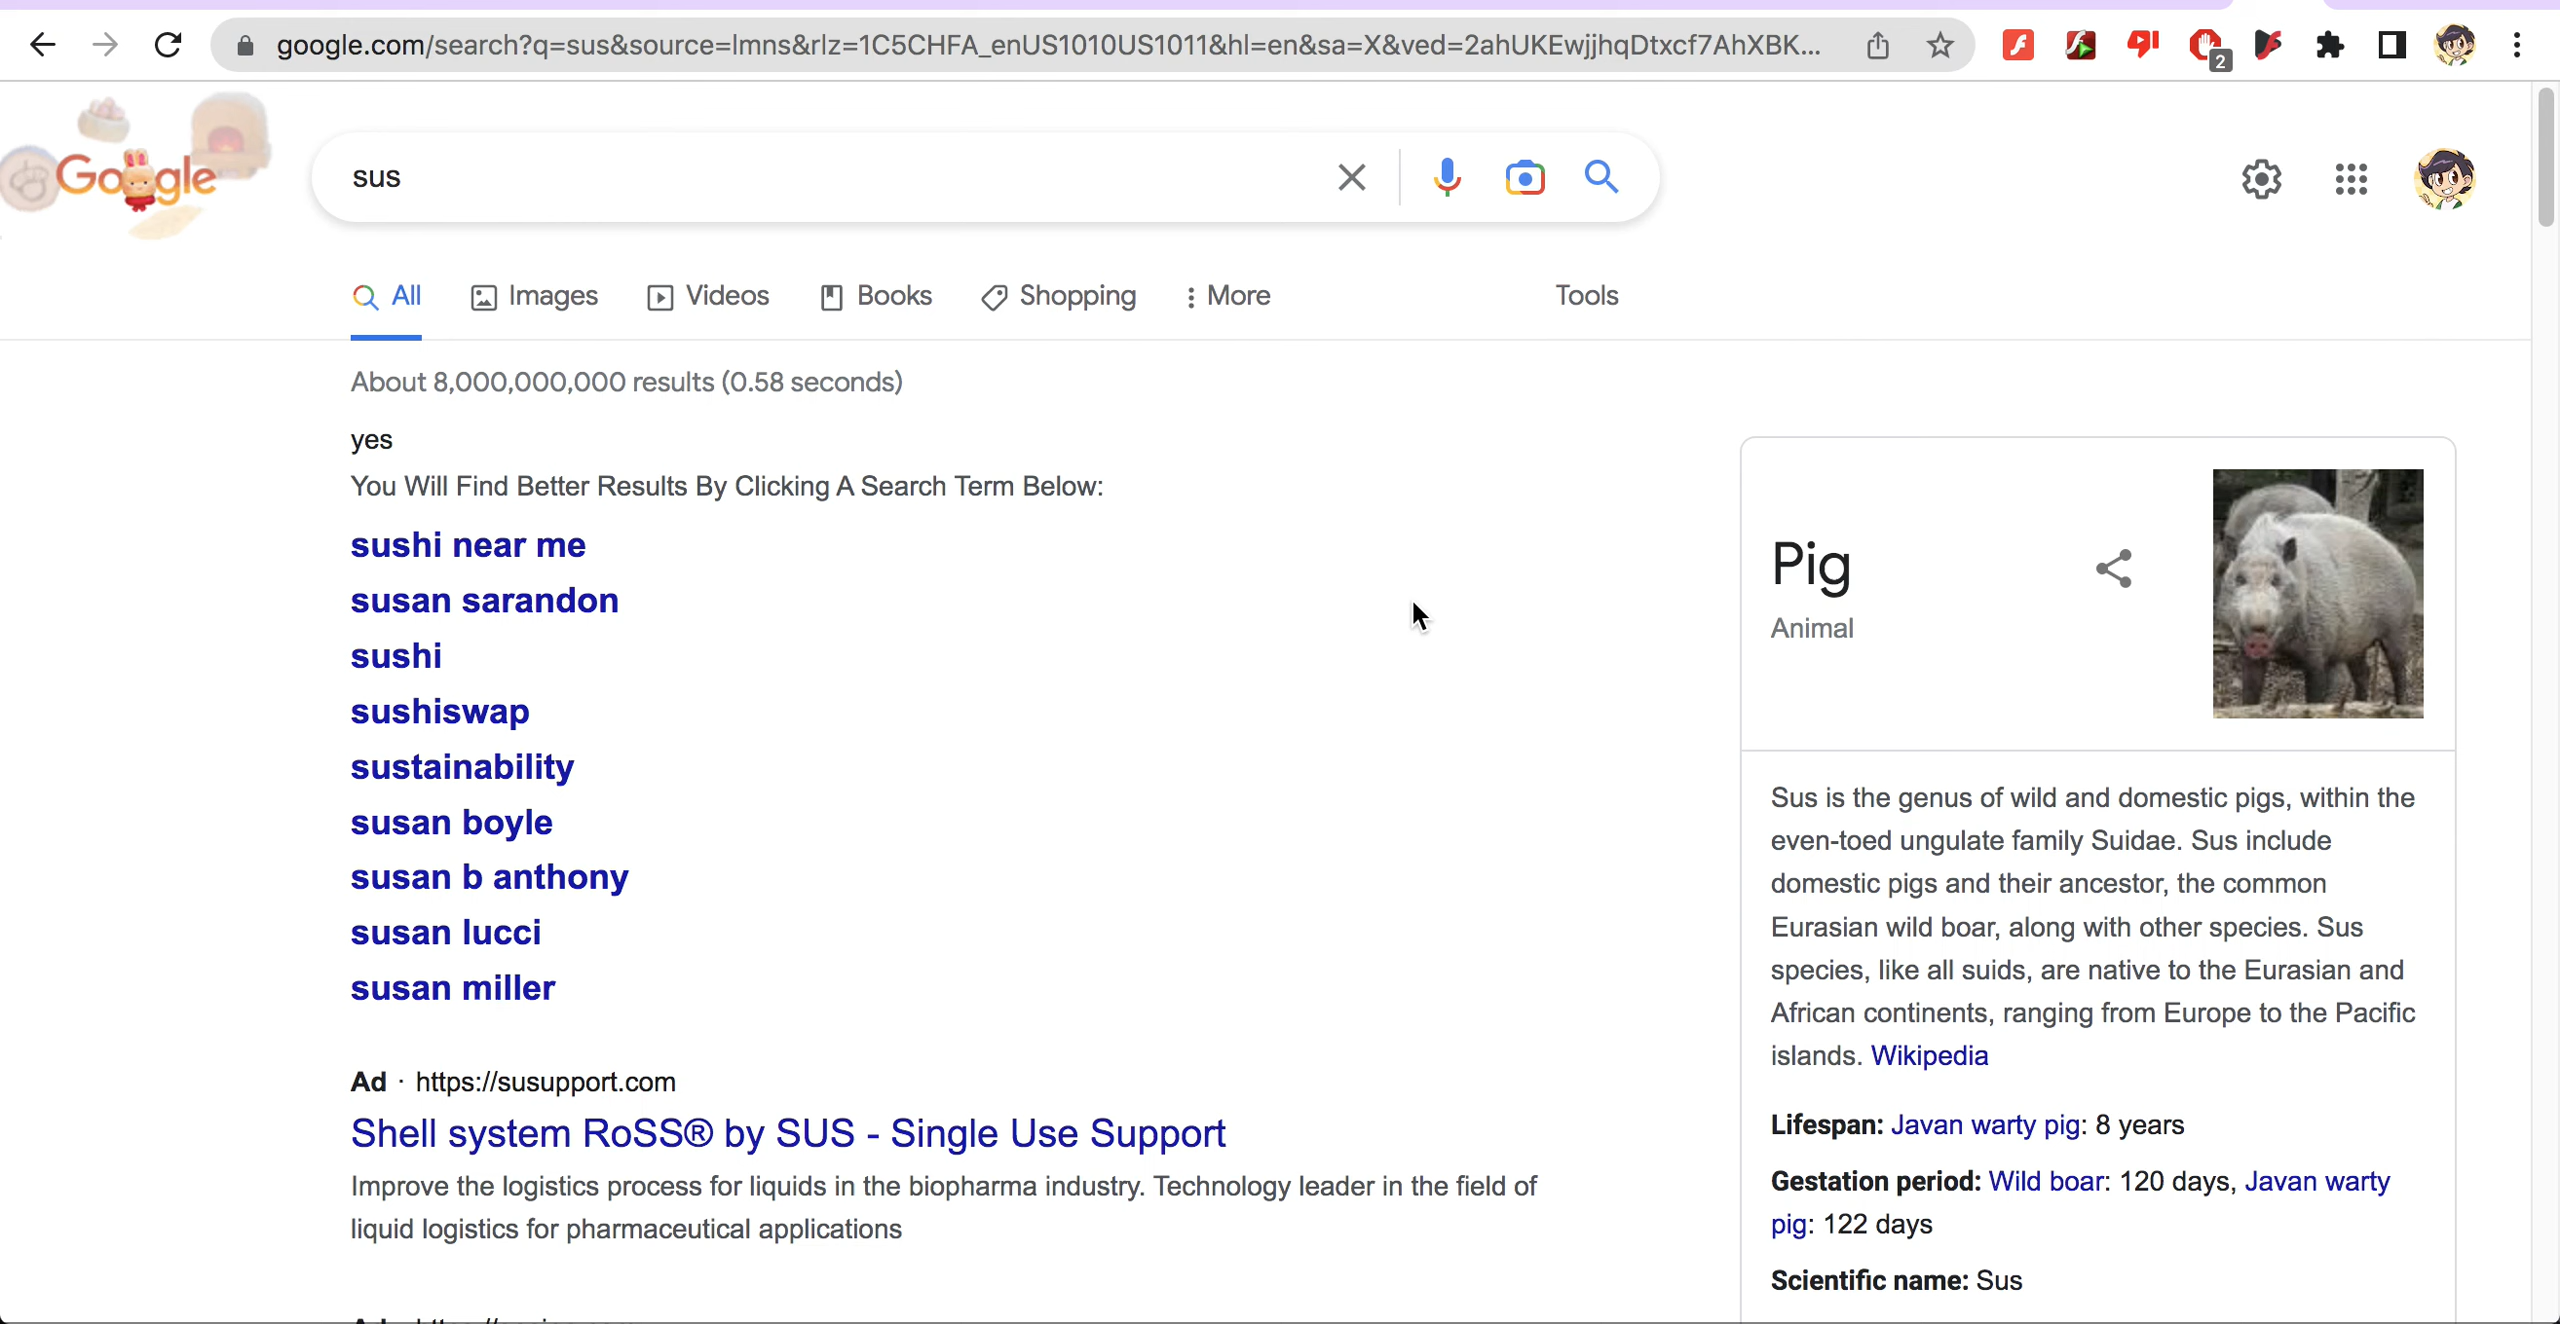 google.com/search?q=sus&source=lmns&rlz=1C5CHFA_enUS1010US1011&hl=en&sa=X&ved=2ahUKEwjjhqDtxcf7AhXBK...
2
Google
sus
All Images Videos Books Shopping More Tools
About 8,000,000,000 results (0.58 seconds)
yes
You Will Find Better Results By Clicking A Search Term Below:
sushi near me
susan sarandon
sushi
sushiswap
sustainability
susan boyle
susan b anthony
susan lucci
susan miller
Ad · https://susupport.com
Shell system RoSS® by SUS - Single Use Support
Improve the logistics process for liquids in the biopharma industry. Technology leader in the field of
liquid logistics for pharmaceutical applications
Pig
Animal
Sus is the genus of wild and domestic pigs, within the
even-toed ungulate family Suidae. Sus include
domestic pigs and their ancestor, the common
Eurasian wild boar, along with other species. Sus
species, like all suids, are native to the Eurasian and
African continents, ranging from Europe to the Pacific
islands. Wikipedia
Lifespan: Javan warty pig: 8 years
Gestation period: Wild boar: 120 days, Javan warty
pig: 122 days
Scientific name: Sus